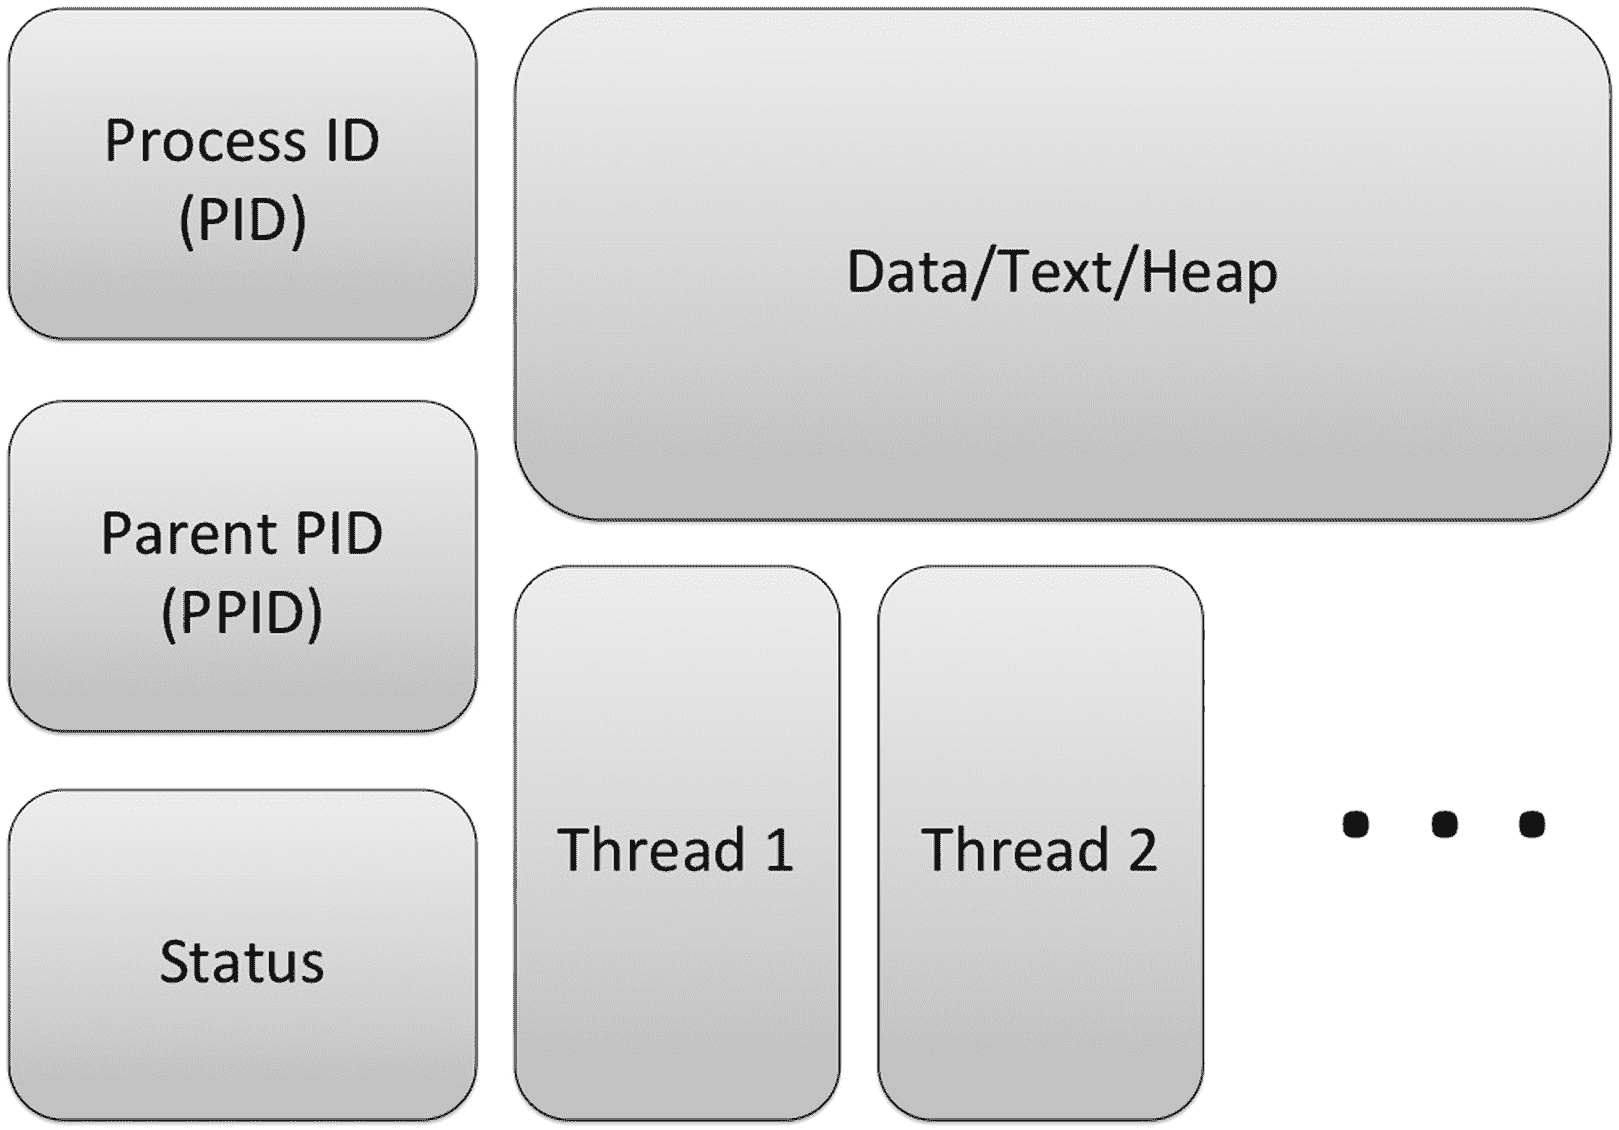 Process ID
(PID)
Data/Text/Heap
Parent PID
(PPID)
Thread 1
Thread 2
Status